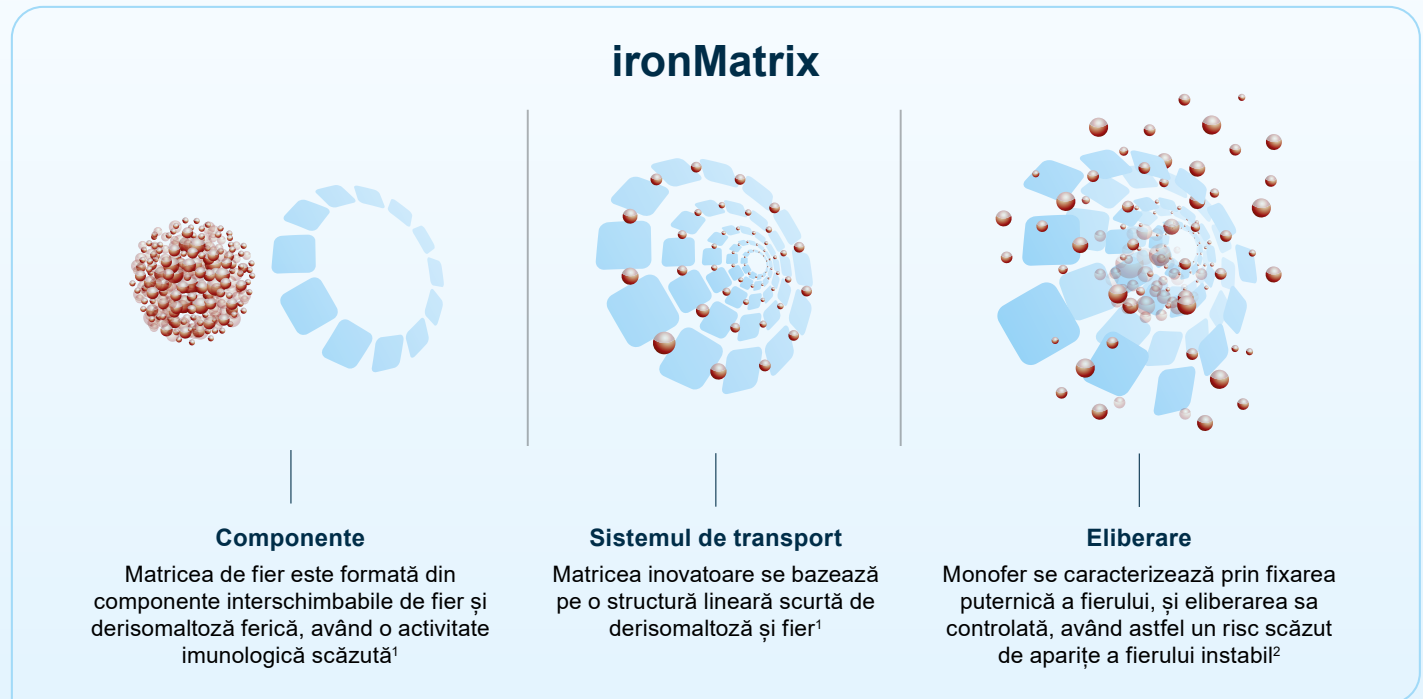 ironMatrix
Componente
Matricea de fier este formată din
componente interschimbabile de fier și
derisomaltoză ferică, având o activitate
imunologică scăzută¹
Sistemul de transport
Matricea inovatoare se bazează
pe o structură lineară scurtă de
derisomaltoză și fier¹
Eliberare
Monofer se caracterizează prin fixarea
puternică a fierului, și eliberarea sa
controlată, având astfel un risc scăzut
de aparițe a fierului instabil²